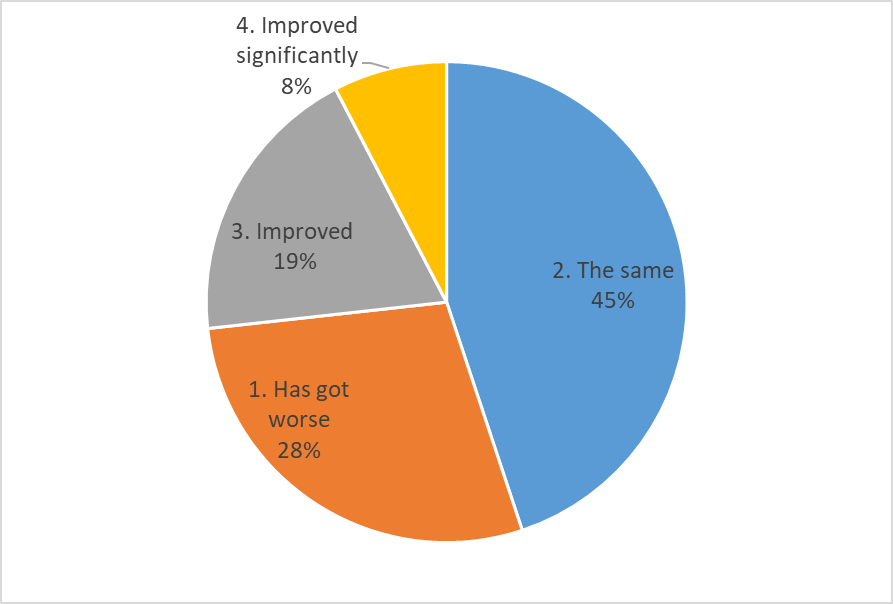 4. Improved
significantly
8%
3. Improved
19%
2. The same
45%
1. Has got
worse
28%